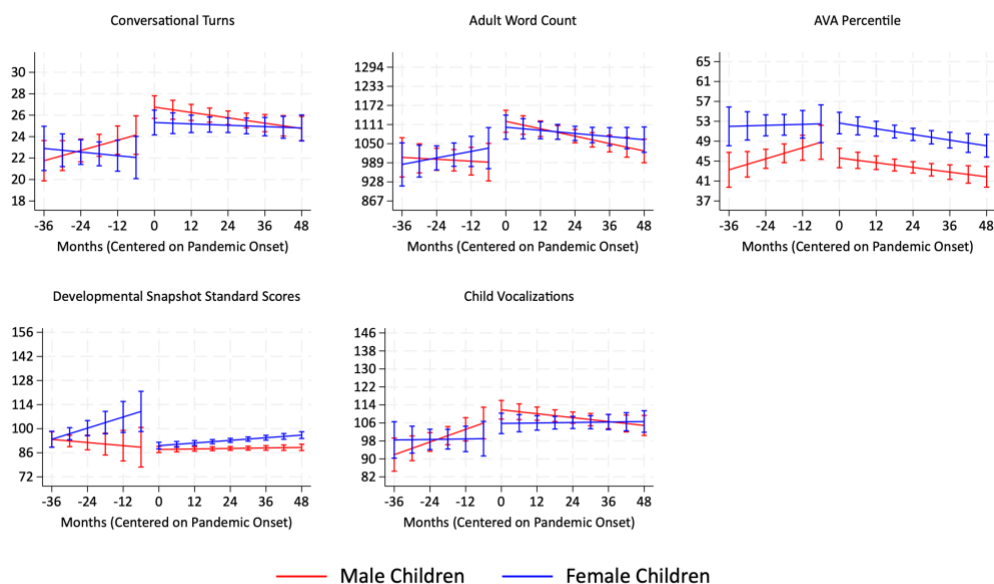 Conversational Turns
30
28
26
24
22
20
18
-36 -24 -12 0 12 24 36 48
Months (Centered on Pandemic Onset)
Adult Word Count
1294
1233
1172
1111
1050
989
928
867
-36 -24 -12 0 12 24 36 48
Months (Centered on Pandemic Onset)
AVA Percentile
65
61
57
53
49
45
41
37
-36 -24 -12 0 12 24 36 48
Months (Centered on Pandemic Onset)
Developmental Snapshot Standard Scores
156
142
128
114
100
86
72
-36 -24 -12 0 12 24 36 48
Months (Centered on Pandemic Onset)
Child Vocalizations
146
138
130
122
114
106
98
90
82
-36 -24 -12 0 12 24 36 48
Months (Centered on Pandemic Onset)
Male Children Female Children